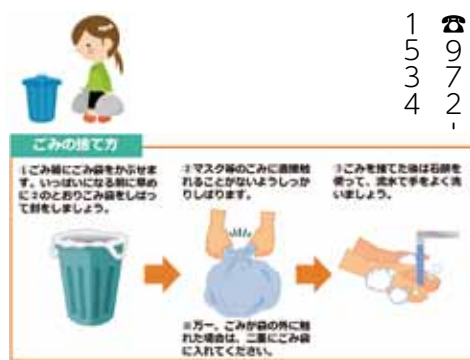 ☎972-
1534
ごみの捨て方
①ごみ箱にごみ袋をかぶせま
す。いっぱいになる前に早め
に②のとおりごみ袋をしばっ
て封をしましょう。
②マスク等のごみに直接触
れることがないようしっか
りしばります。
※万一、ごみが袋の外に触
れた場合は、二重にごみ袋
に入れてください。
③ごみを捨てた後は石鹸を
使って、流水で手をよく洗
いましょう。